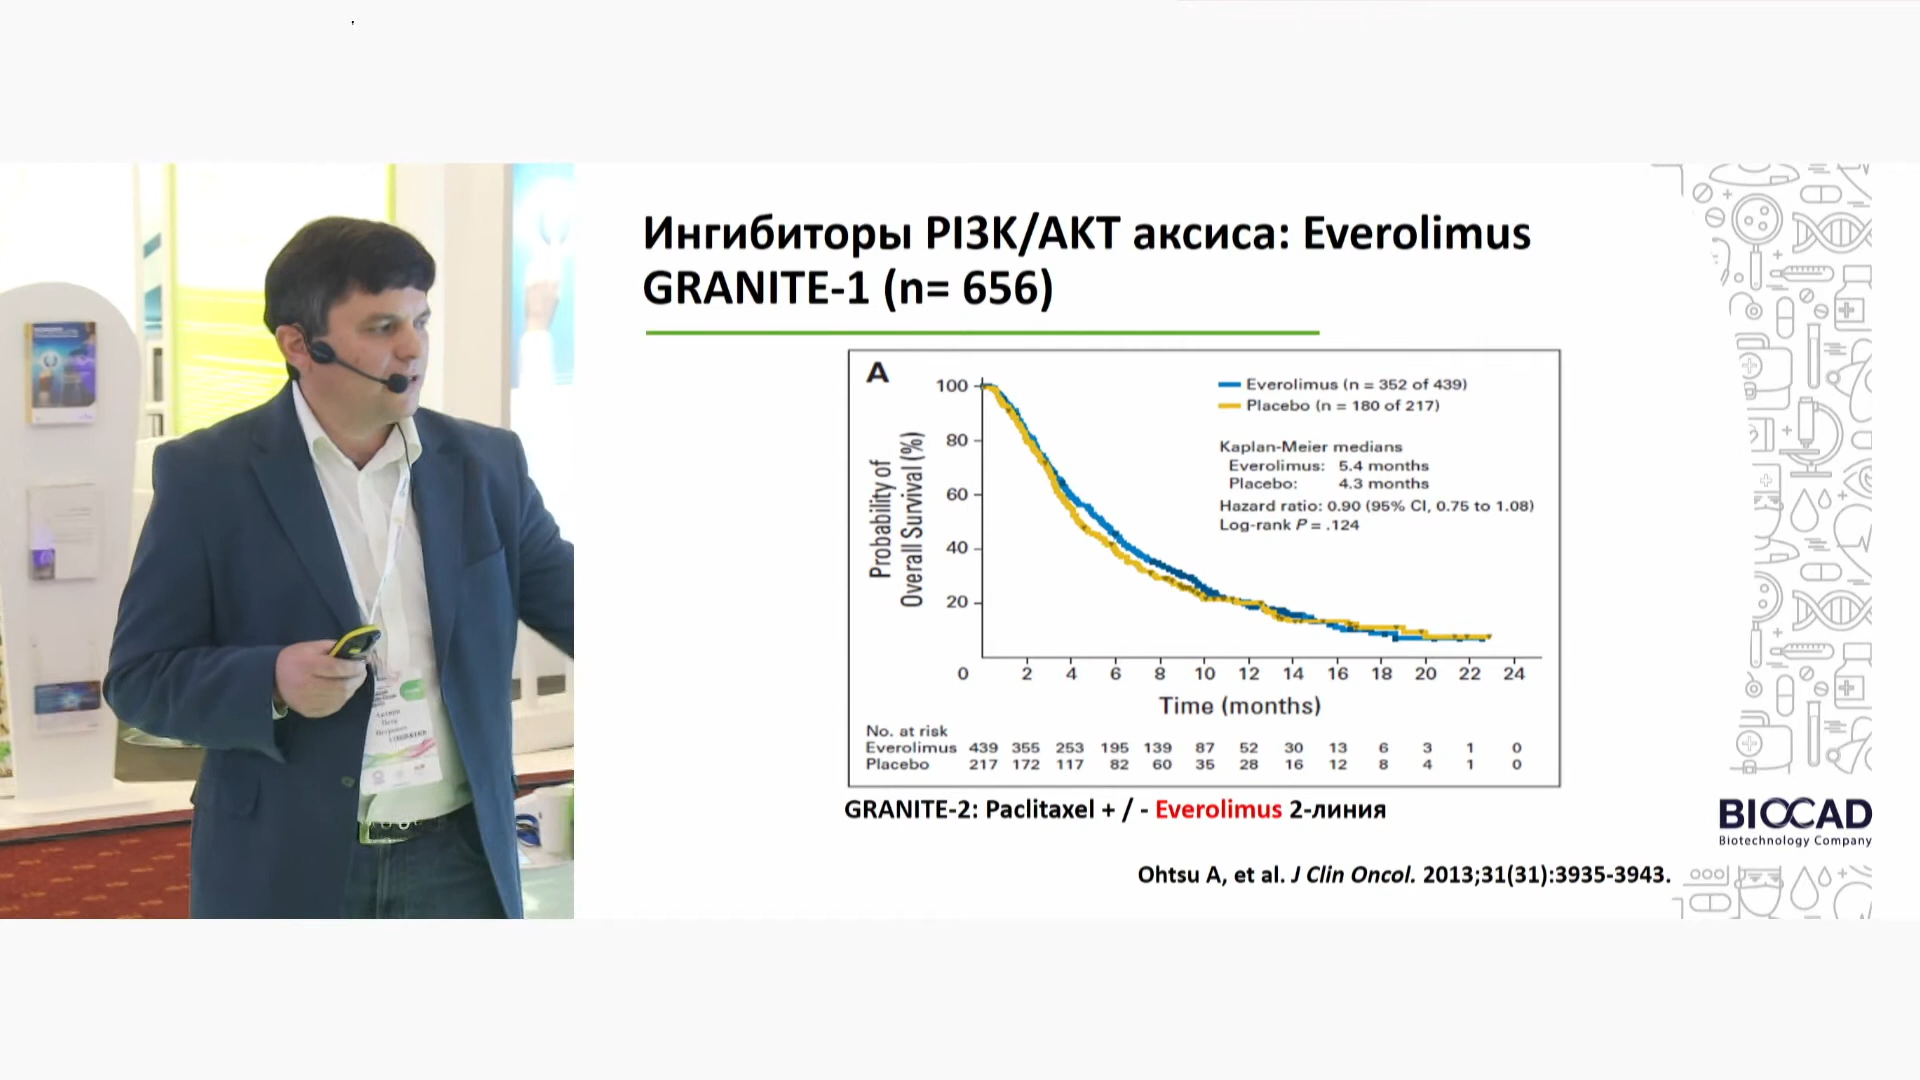 Ингибиторы PI3K/AKT аксиса: Everolimus
GRANITE-1 (n= 656)
A
Probability of
Overall Survival (%)
100
80
60
40
20
0
2 4 6 8 10 12 14 16 18 20 22 24
Time (months)
Everolimus (n = 352 of 439)
Placebo (n = 180 of 217)
Kaplan-Meier medians
Everolimus: 5.4 months
Placebo: 4.3 months
Hazard ratio: 0.90 (95% CI, 0.75 to 1.08)
Log-rank P = .124
No. at risk
Everolimus 439 355 253 195 139 87 52 30 13 6 3 1 0
Placebo 217 172 117 82 60 35 28 16 12 8 4 1 0
GRANITE-2: Paclitaxel + / - Everolimus 2-линия
Ohtsu A, et al. J Clin Oncol. 2013;31(31):3935-3943.
BIOCAD
Biotechnology Company